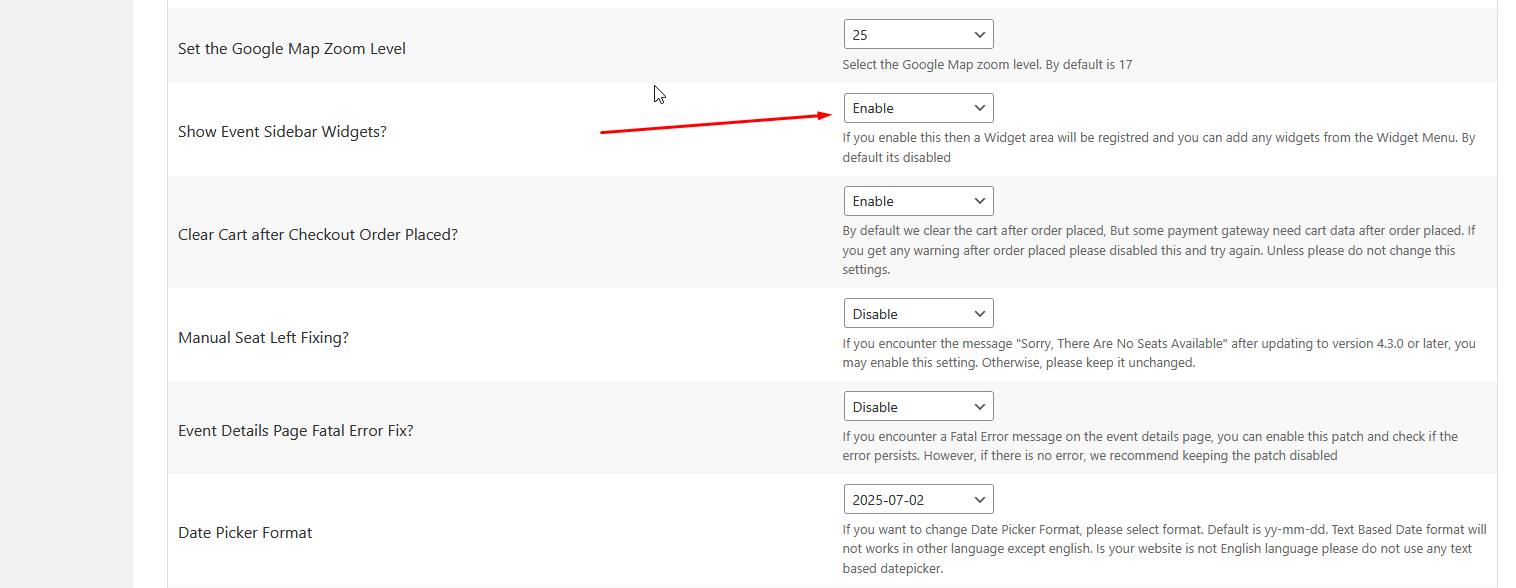 Set the Google Map Zoom Level
25
Select the Google Map zoom level. By default is 17
Show Event Sidebar Widgets?
Enable
If you enable this then a Widget area will be registred and you can add any widgets from the Widget Menu. By
default its disabled
Clear Cart after Checkout Order Placed?
Enable
By default we clear the cart after order placed, But some payment gateway need cart data after order placed. If
you get any warning after order placed please disabled this and try again. Unless please do not change this
settings.
Manual Seat Left Fixing?
Disable
If you encounter the message "Sorry, There Are No Seats Available" after updating to version 4.3.0 or later, you
may enable this setting. Otherwise, please keep it unchanged.
Event Details Page Fatal Error Fix?
Disable
If you encounter a Fatal Error message on the event details page, you can enable this patch and check if the
error persists. However, if there is no error, we recommend keeping the patch disabled
Date Picker Format
2025-07-02
If you want to change Date Picker Format, please select format. Default is yy-mm-dd. Text Based Date format will
not works in other language except english. Is your website is not English language please do not use any text
based datepicker.